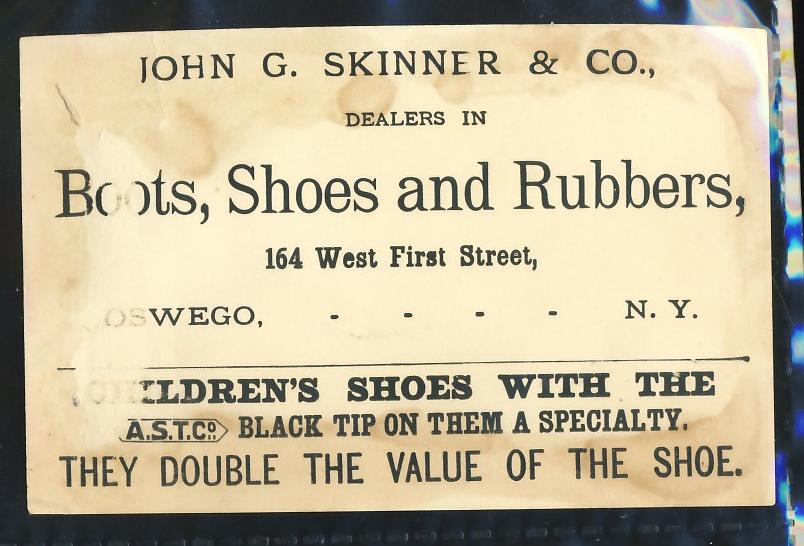 JOHN G. SKINNER & CO.,
DEALERS IN
Boots, Shoes and Rubbers,
164 West First Street,
OSWEGO, - - - - N. Y.
CHILDREN'S SHOES WITH THE
A.S.T.Co. BLACK TIP ON THEM A SPECIALTY.
THEY DOUBLE THE VALUE OF THE SHOE.